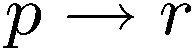 p → r